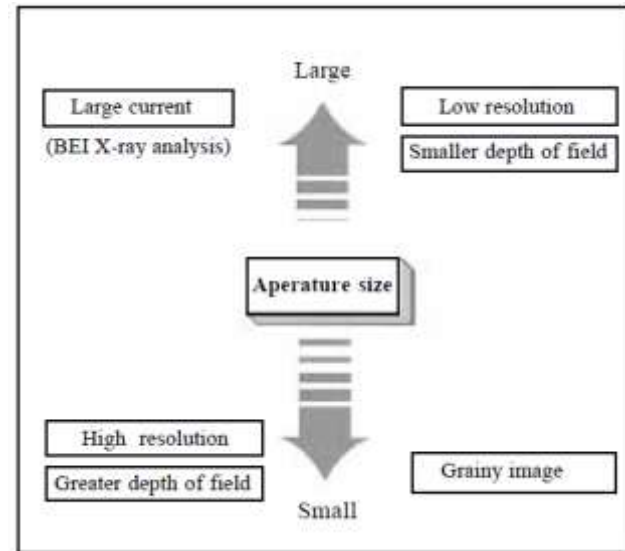 Large
Large current
(BEI X-ray analysis)
Low resolution
Smaller depth of field
Aperature size
High resolution
Greater depth of field
Small
Grainy image